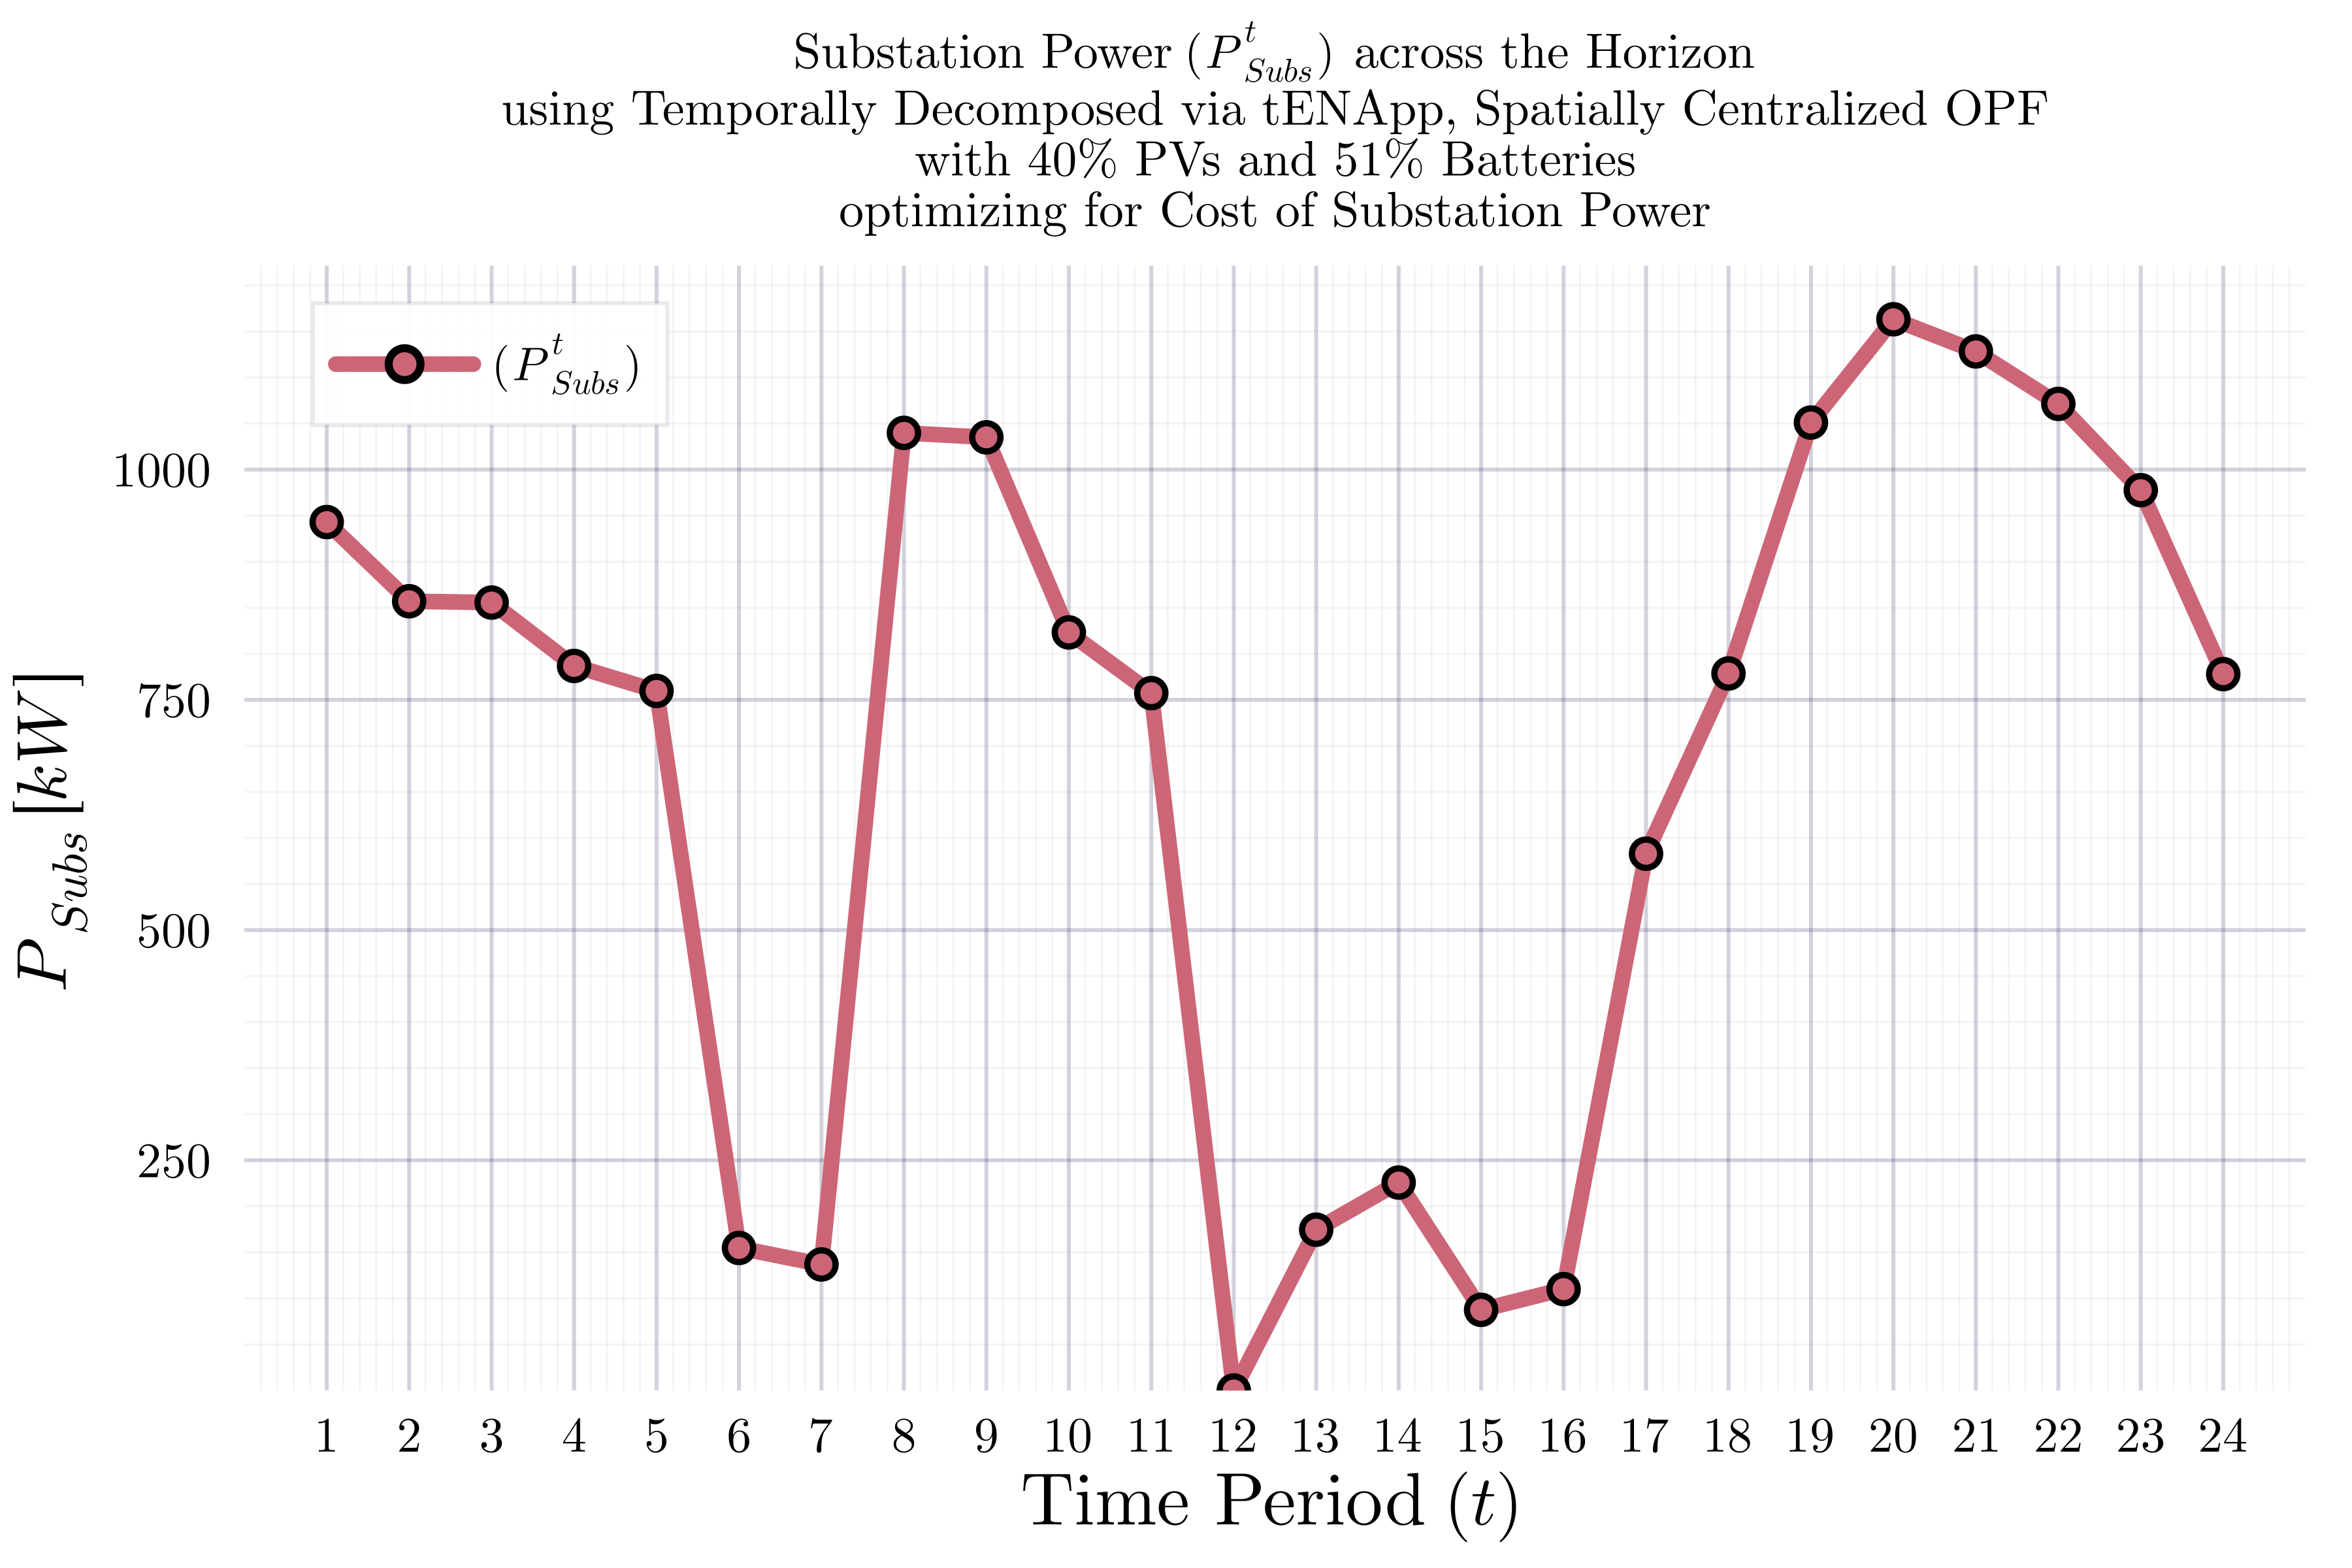 Substation Power (P^t_Subs) across the Horizon
using Temporally Decomposed via tENApp, Spatially Centralized OPF
with 40% PVs and 51% Batteries
optimizing for Cost of Substation Power
(P^t_Subs)
P_Subs [kW]
1000
750
500
250
1 2 3 4 5 6 7 8 9 10 11 12 13 14 15 16 17 18 19 20 21 22 23 24
Time Period (t)